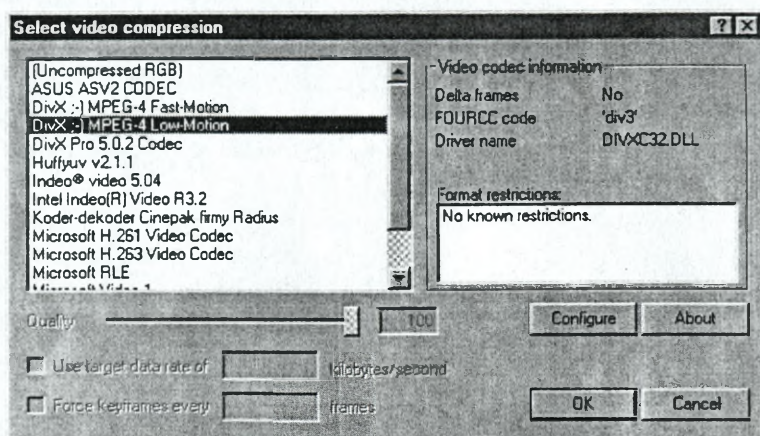 Select video compression
(Uncompressed RGB)
ASUS ASV2 CODEC
DivX ;-) MPEG-4 Fast-Motion
DivX ;-) MPEG-4 Low-Motion
DivX Pro 5.0.2 Codec
Huffyuv v2.1.1
Indeo® video 5.04
Intel Indeo(R) Video R3.2
Koder-dekoder Cinepak firmy Radius
Microsoft H.261 Video Codec
Microsoft H.263 Video Codec
Microsoft RLE
Microsoft Video 1
Video codec information
Delta frames No
FOURCC code 'div3'
Driver name DIVXC32.DLL
Format restrictions:
No known restrictions.
Quality 100
Configure About
Use target data rate of kilobytes/second
Force keyframes every frames
OK Cancel